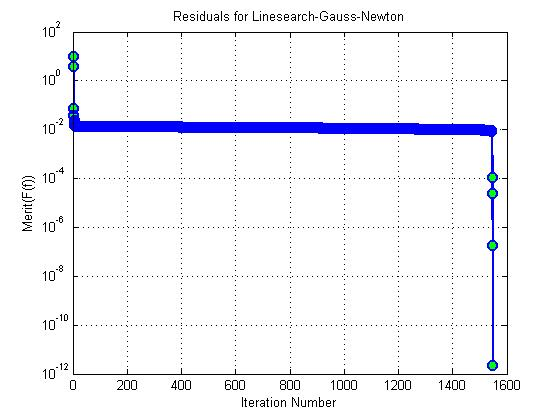 Residuals for Linesearch-Gauss-Newton
10^2
10^0
10^-2
10^-4
10^-6
10^-8
10^-10
10^-12
Merit(F(f))
0 200 400 600 800 1000 1200 1400 1600
Iteration Number